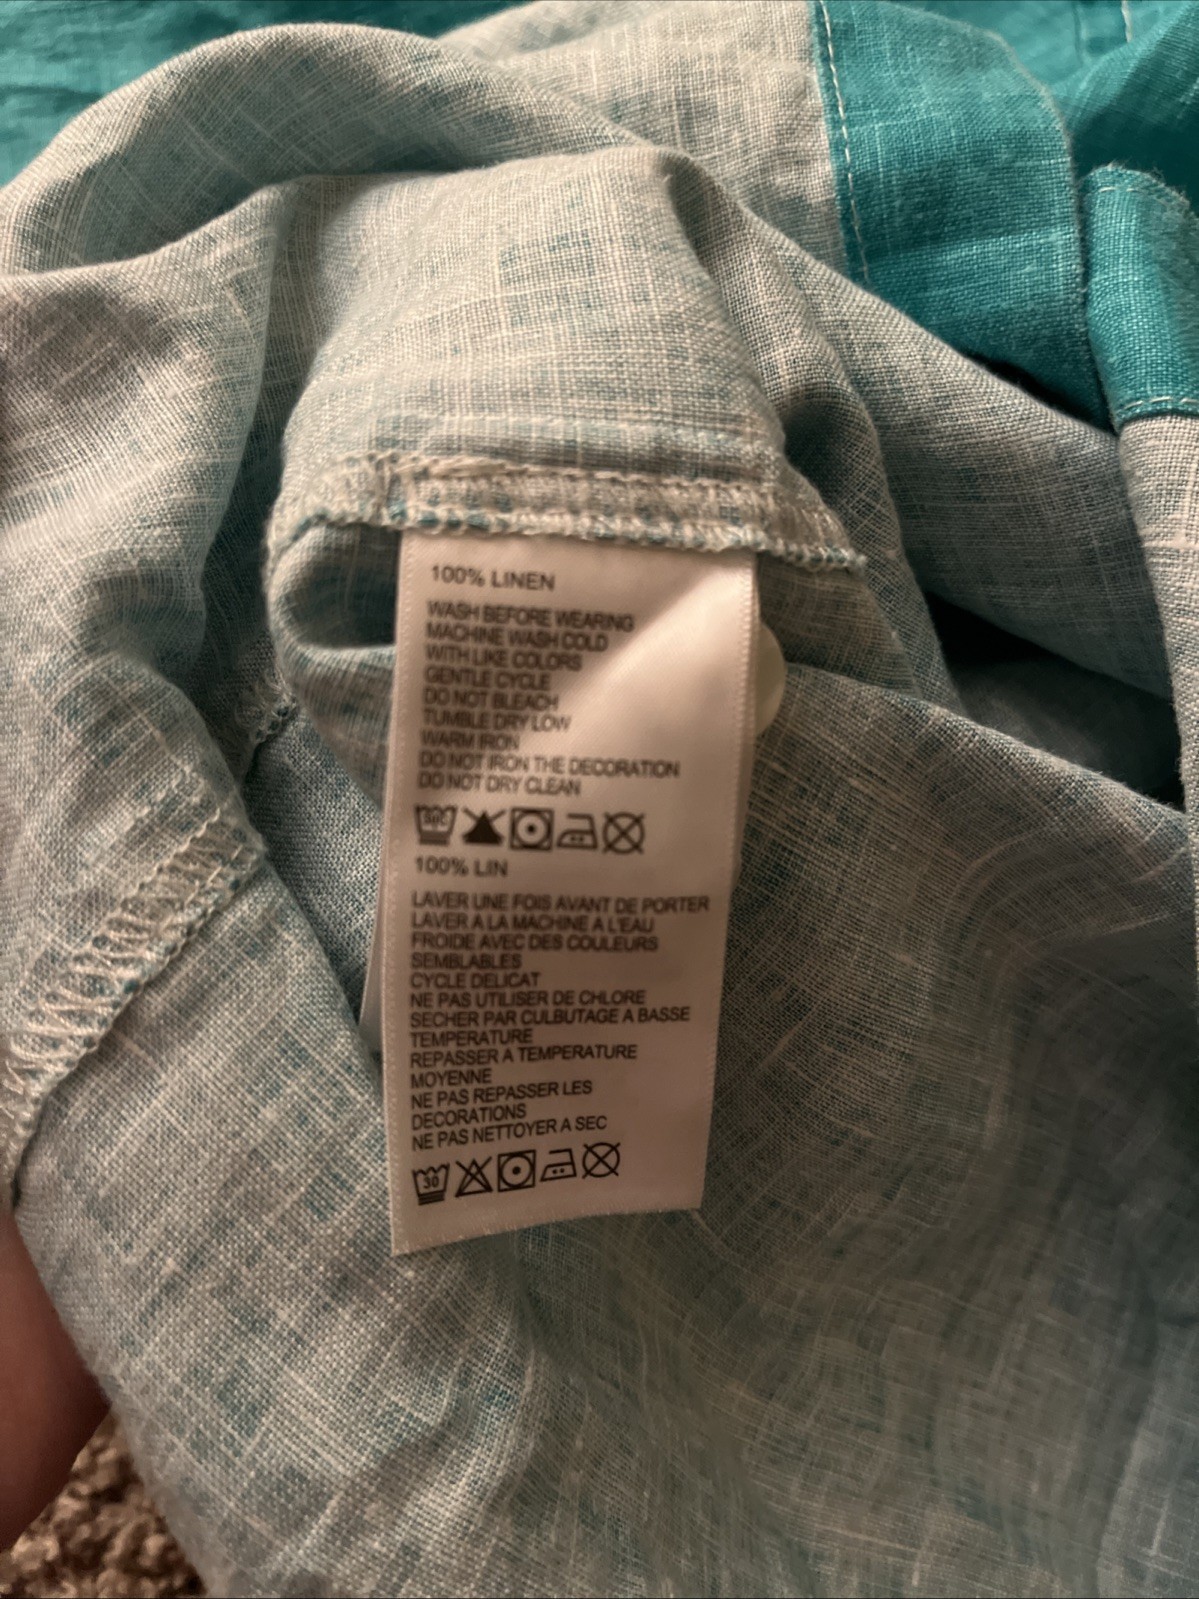 100% LINEN
WASH BEFORE WEARING
MACHINE WASH COLD
WITH LIKE COLORS
GENTLE CYCLE
DO NOT BLEACH
TUMBLE DRY LOW
WARM IRON
DO NOT IRON THE DECORATION
DO NOT DRY CLEAN
30C
100% LIN
LAVER UNE FOIS AVANT DE PORTER
LAVER A LA MACHINE A L'EAU
FROIDE AVEC DES COULEURS
SEMBLABLES
CYCLE DELICAT
NE PAS UTILISER DE CHLORE
SECHER PAR CULBUTAGE A BASSE
TEMPERATURE
REPASSER A TEMPERATURE
MOYENNE
NE PAS REPASSER LES
DECORATIONS
NE PAS NETTOYER A SEC
30